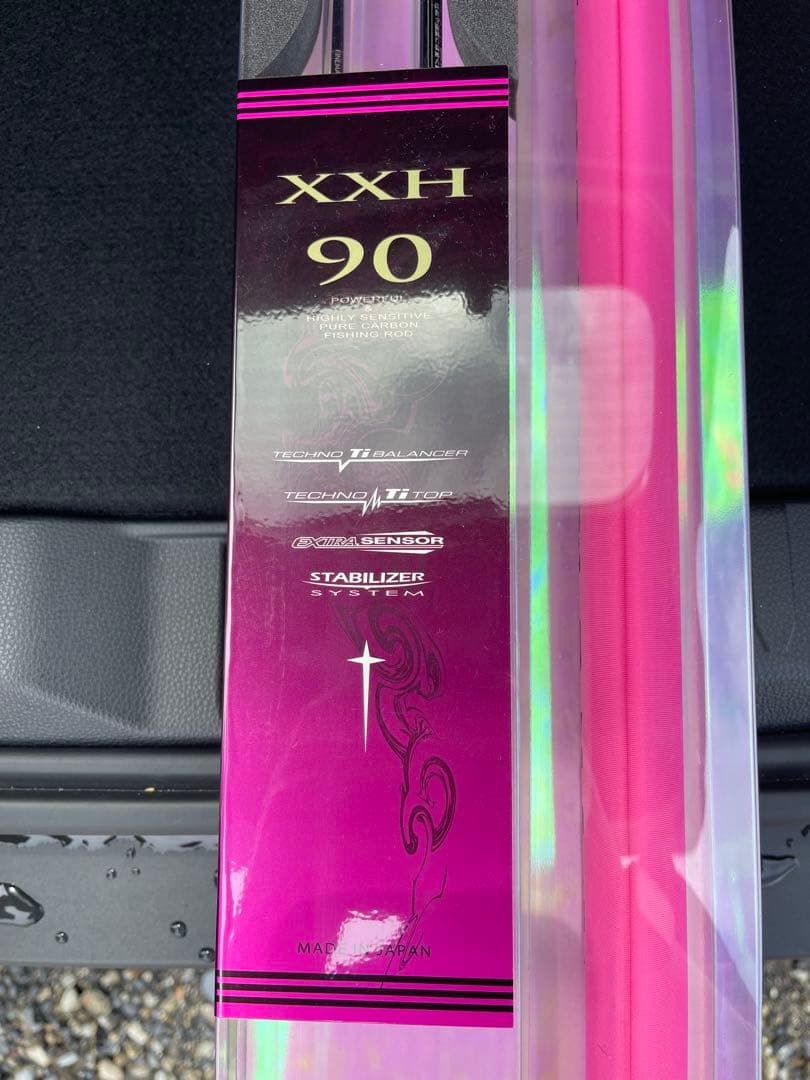 XXH
90
POWERFUL
&
HIGHLY SENSITIVE
PURE CARBON
FISHING ROD
TECHNO Ti BALANCER
TECHNO Ti TOP
EXTRA SENSOR
STABILIZER
SYSTEM
MADE IN JAPAN